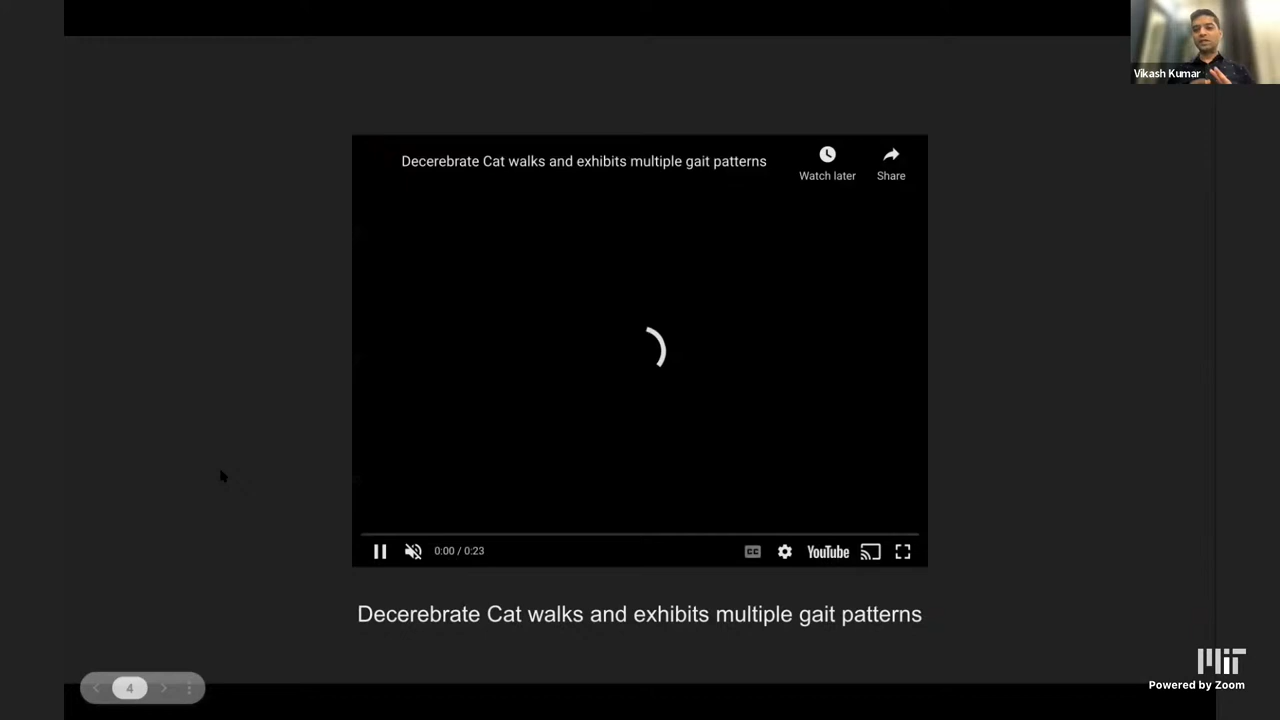 Vikash Kumar
Decerebrate Cat walks and exhibits multiple gait patterns
Watch later
Share
0:00 / 0:23
CC
YouTube
Decerebrate Cat walks and exhibits multiple gait patterns
4
MIT
Powered by Zoom